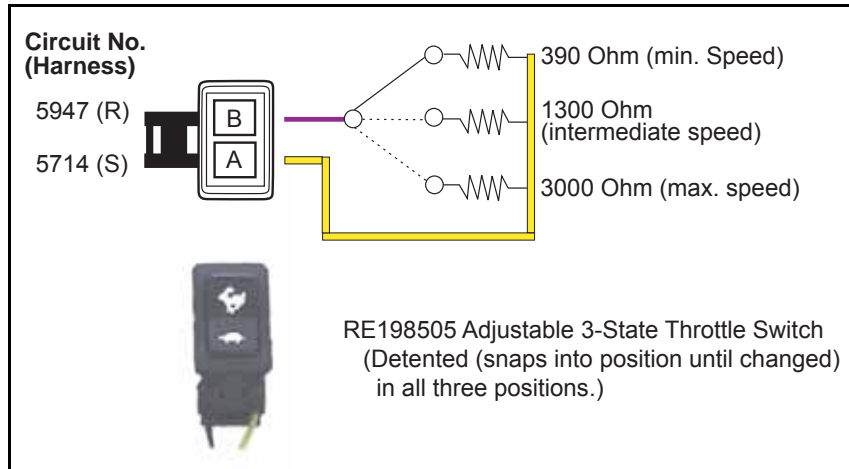 Circuit No.
(Harness)
5947 (R)
5714 (S)
B
A
390 Ohm (min. Speed)
1300 Ohm
(intermediate speed)
3000 Ohm (max. speed)
RE198505 Adjustable 3-State Throttle Switch
(Detented (snaps into position until changed)
in all three positions.)